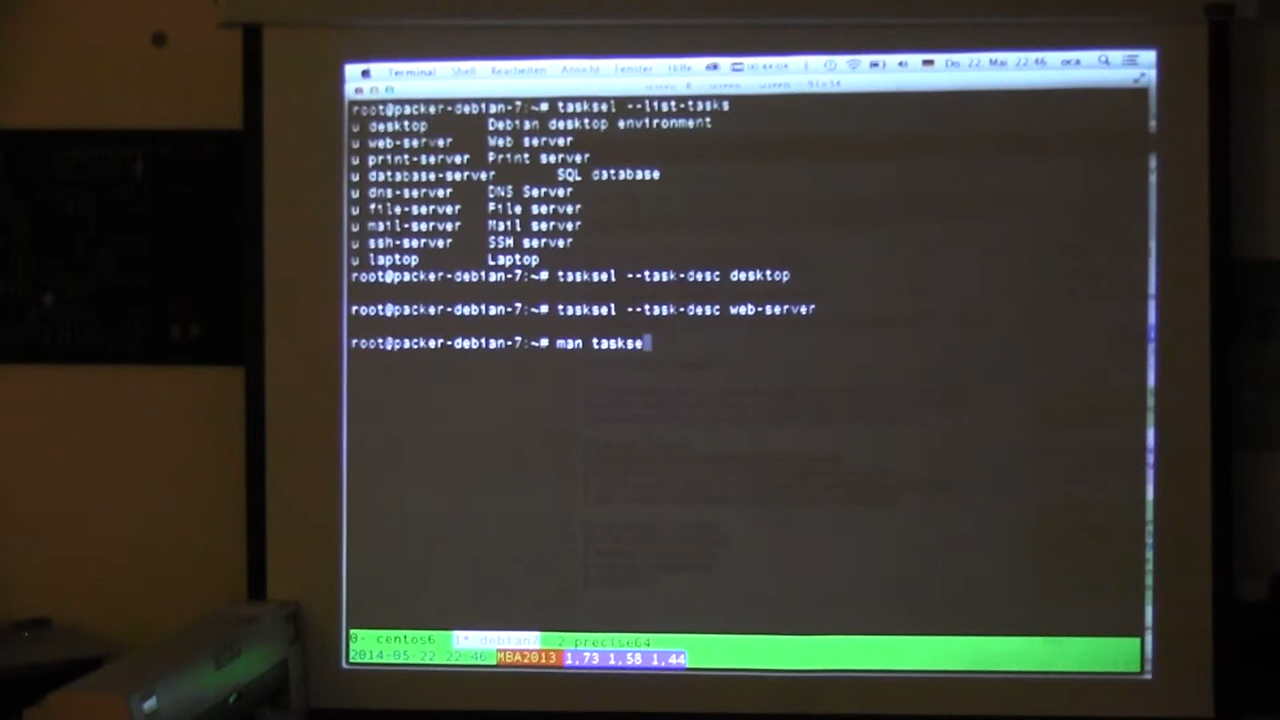 Terminal Shell Bearbeiten Ansicht Fenster Hilfe Do. 22. Mai 22:46 oca
root@packer-debian-7:~# tasksel --list-tasks
u desktop Debian desktop environment
u web-server Web server
u print-server Print server
u database-server SQL database
u dns-server DNS Server
u file-server File server
u mail-server Mail server
u ssh-server SSH server
u laptop Laptop
root@packer-debian-7:~# tasksel --task-desc desktop
root@packer-debian-7:~# tasksel --task-desc web-server
root@packer-debian-7:~# man taskse
0- centos6 1* debian7 2 precise64
2014-05-22 22:46 MBA2013 1,73 1,58 1,44